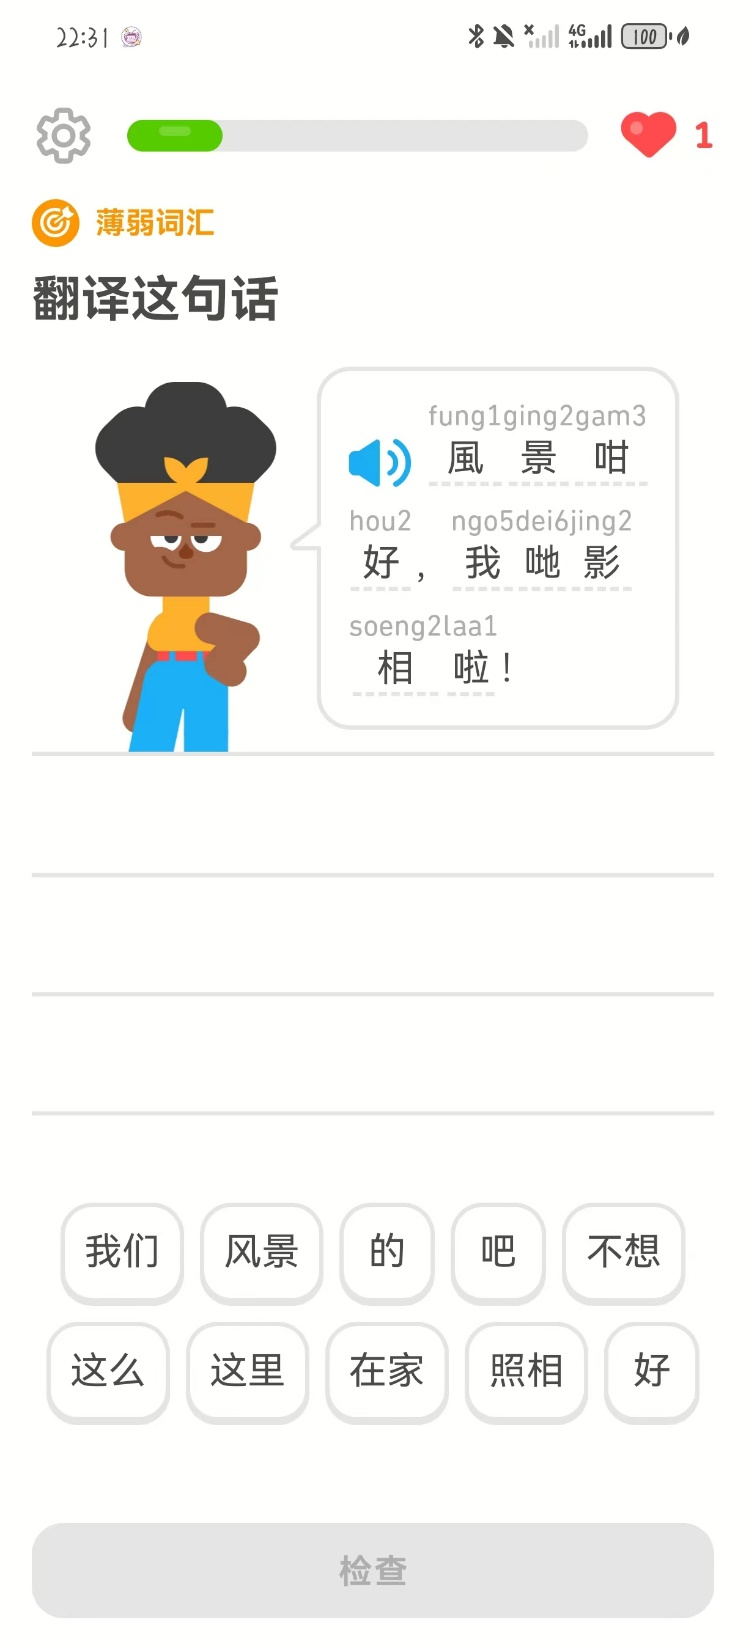 22:31 4G 100
1
薄弱词汇
翻译这句话
fung1ging2gam3
風景咁
hou2 ngo5dei6jing2
好，我哋影
soeng2laa1
相啦！
我们 风景 的 吧 不想
这么 这里 在家 照相 好
检查